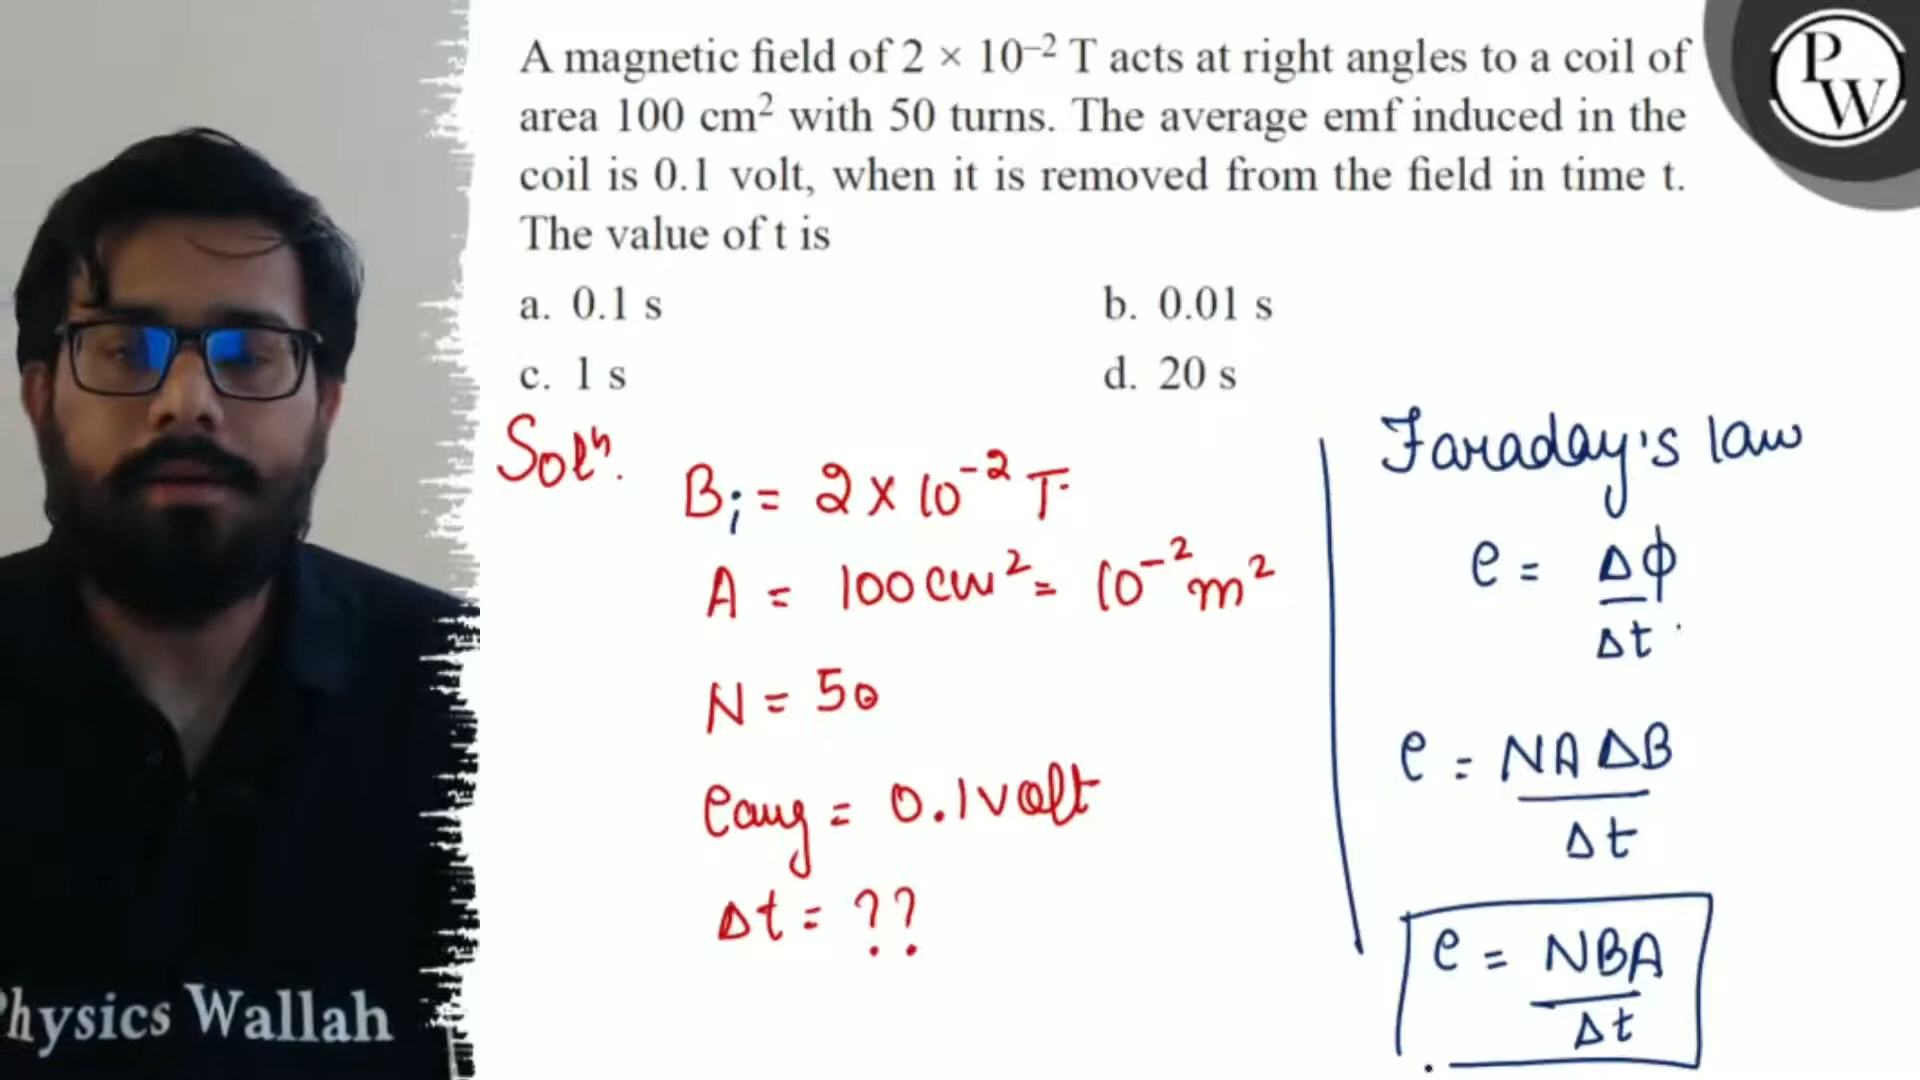 A magnetic field of 2 × 10⁻² T acts at right angles to a coil of
area 100 cm² with 50 turns. The average emf induced in the
coil is 0.1 volt, when it is removed from the field in time t.
The value of t is
a. 0.1 s
b. 0.01 s
c. 1 s
d. 20 s
PW
Solⁿ.
Bi = 2 × 10⁻² T
A = 100 cm² = 10⁻² m²
N = 50
eavg = 0.1 volt
Δt = ??
Faraday's law
e = Δϕ
Δt
e = NAΔB
Δt
e = NBA
Δt
Physics Wallah